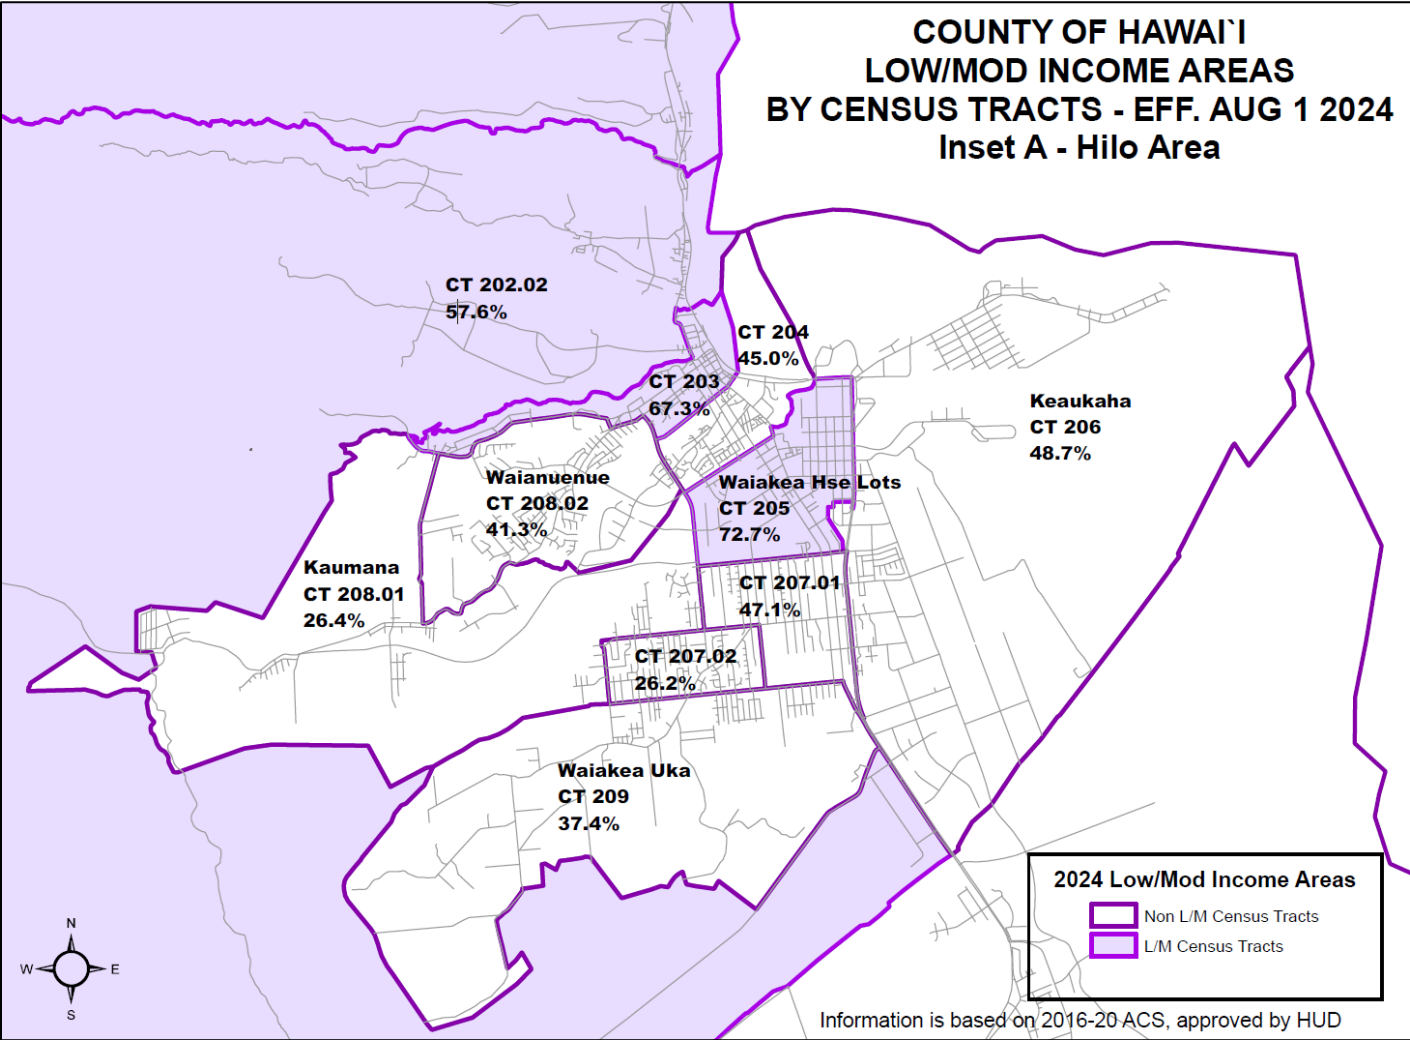 COUNTY OF HAWAI`I
LOW/MOD INCOME AREAS
BY CENSUS TRACTS - EFF. AUG 1 2024
Inset A - Hilo Area
CT 202.02
57.6%
CT 204
45.0%
CT 203
67.3%
Keaukaha
CT 206
48.7%
Waianuenue
CT 208.02
41.3%
Waiakea Hse Lots
CT 205
72.7%
Kaumana
CT 208.01
26.4%
CT 207.01
47.1%
CT 207.02
26.2%
Waiakea Uka
CT 209
37.4%
2024 Low/Mod Income Areas
Non L/M Census Tracts
L/M Census Tracts
N
W
E
S
Information is based on 2016-20 ACS, approved by HUD